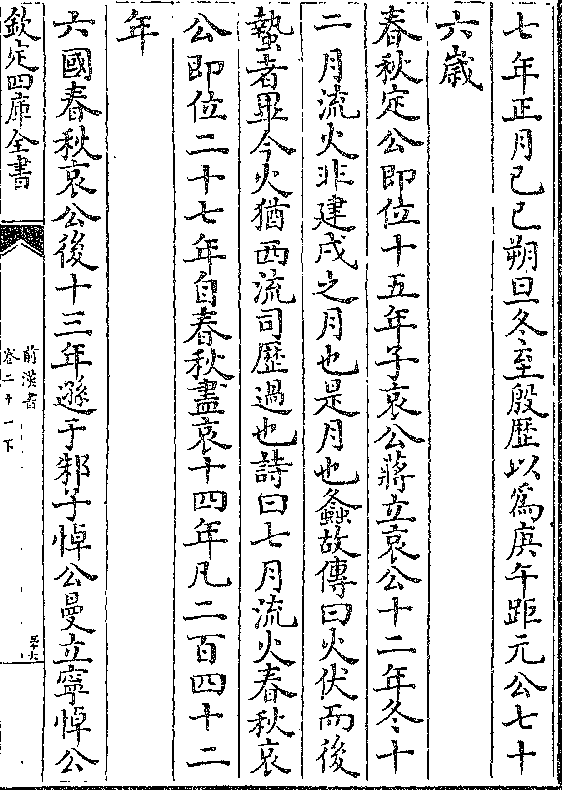 七年正月己巳朔旦冬至殷歴以為庚午距元公七十
六歲
春秋定公即位十五年子哀公蔣立哀公十二年冬十
二月流火非建戌之月也是月也螽故傳曰火伏而後
蟄者畢今火猶西流司歴過也詩曰七月流火春秋哀
公即位二十七年自春秋盡哀十四年凡二百四十二
年
六國春秋哀公後十三年遜于邾子悼公曼立寧悼公
欽定四庫全書
前漢書
卷二十一下